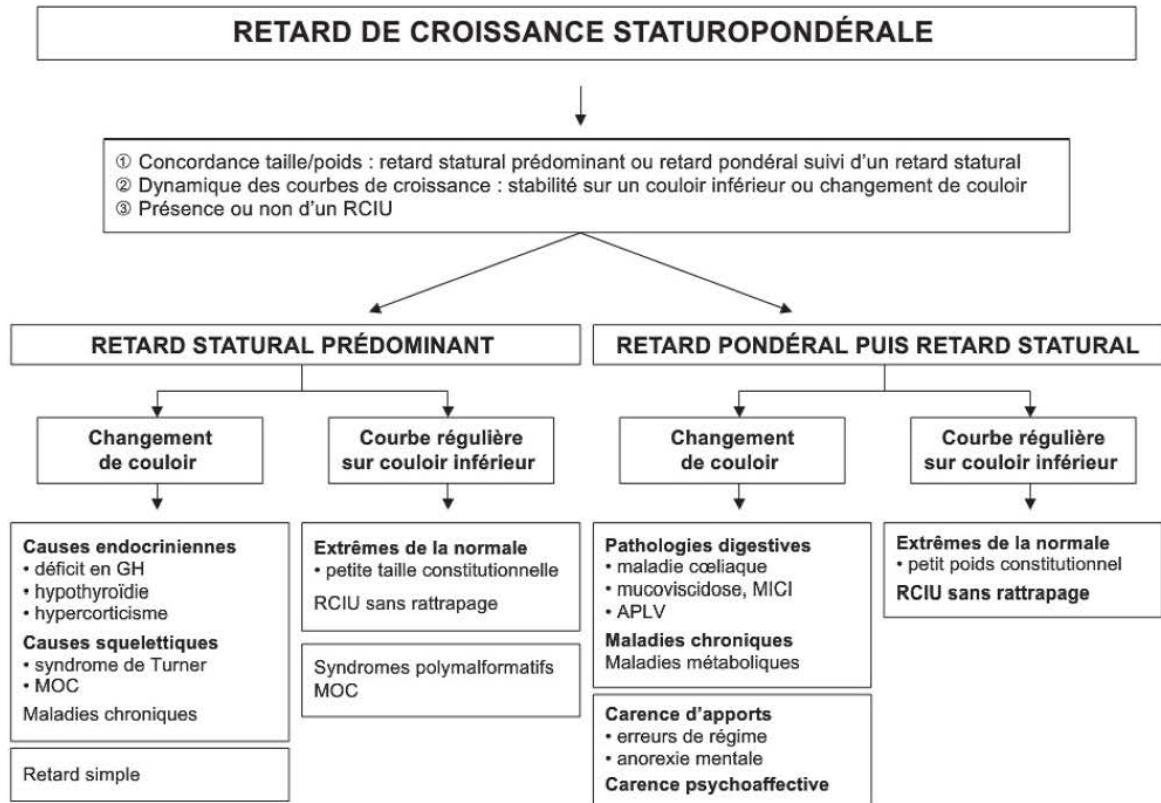 RETARD DE CROISSANCE STATUROPONDÉRALE
① Concordance taille/poids : retard statural prédominant ou retard pondéral suivi d'un retard statural
② Dynamique des courbes de croissance : stabilité sur un couloir inférieur ou changement de couloir
③ Présence ou non d'un RCIU
RETARD STATURAL PRÉDOMINANT
Changement
de couloir
Causes endocriniennes
• déficit en GH
• hypothyroïdie
• hypercorticisme
Causes squelettiques
• syndrome de Turner
• MOC
Maladies chroniques
Retard simple
Courbe régulière
sur couloir inférieur
Extrêmes de la normale
• petite taille constitutionnelle
RCIU sans rattrapage
Syndromes polymalformatifs
MOC
RETARD PONDÉRAL PUIS RETARD STATURAL
Changement
de couloir
Pathologies digestives
• maladie cœliaque
• mucoviscidose, MICI
• APLV
Maladies chroniques
Maladies métaboliques
Carence d'apports
• erreurs de régime
• anorexie mentale
Carence psychoaffective
Courbe régulière
sur couloir inférieur
Extrêmes de la normale
• petit poids constitutionnel
RCIU sans rattrapage